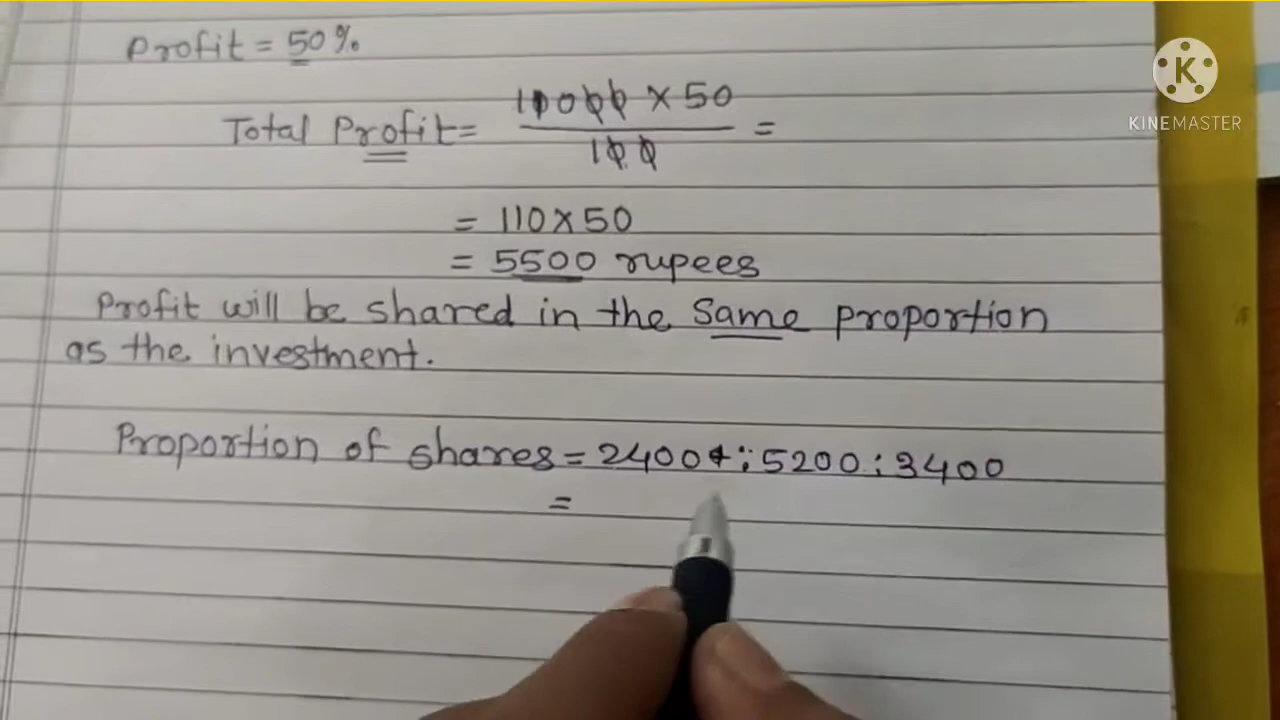 Profit = 50%
K
KINEMASTER
Total Profit = 11000 × 50 / 100 =
= 110 × 50
= 5500 rupees
Profit will be shared in the same proportion
as the investment.
Proportion of shares = 2400 : 5200 : 3400
=